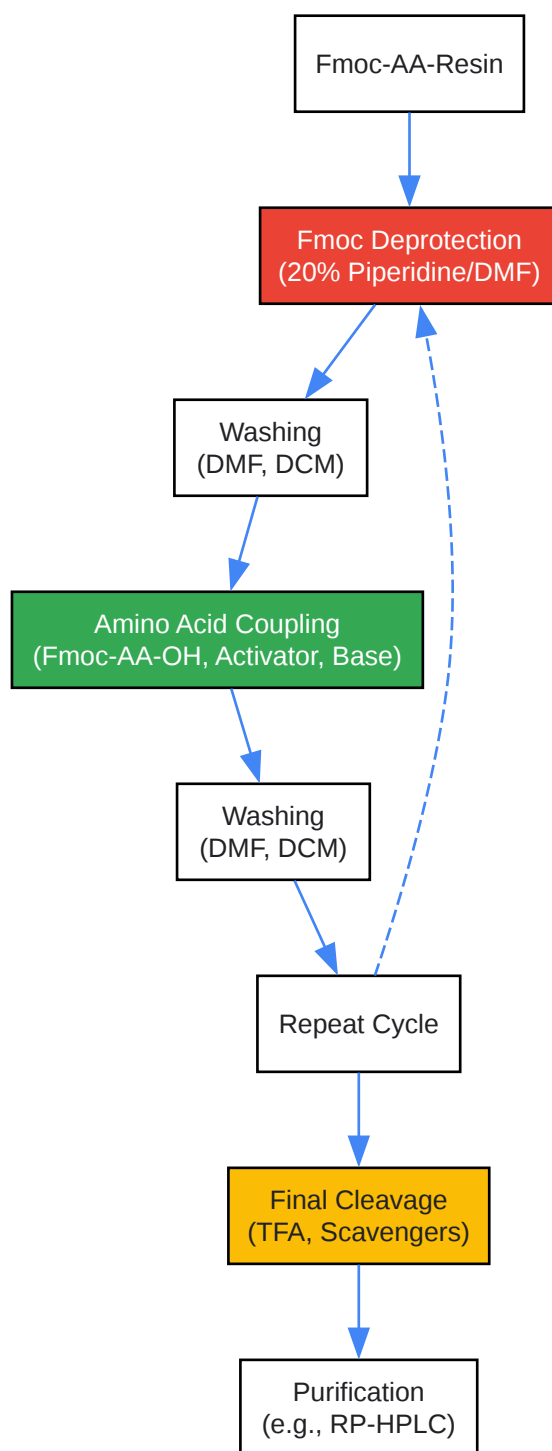 Fmoc-AA-Resin
Fmoc Deprotection
(20% Piperidine/DMF)
Washing
(DMF, DCM)
Amino Acid Coupling
(Fmoc-AA-OH, Activator, Base)
Washing
(DMF, DCM)
Repeat Cycle
Final Cleavage
(TFA, Scavengers)
Purification
(e.g., RP-HPLC)